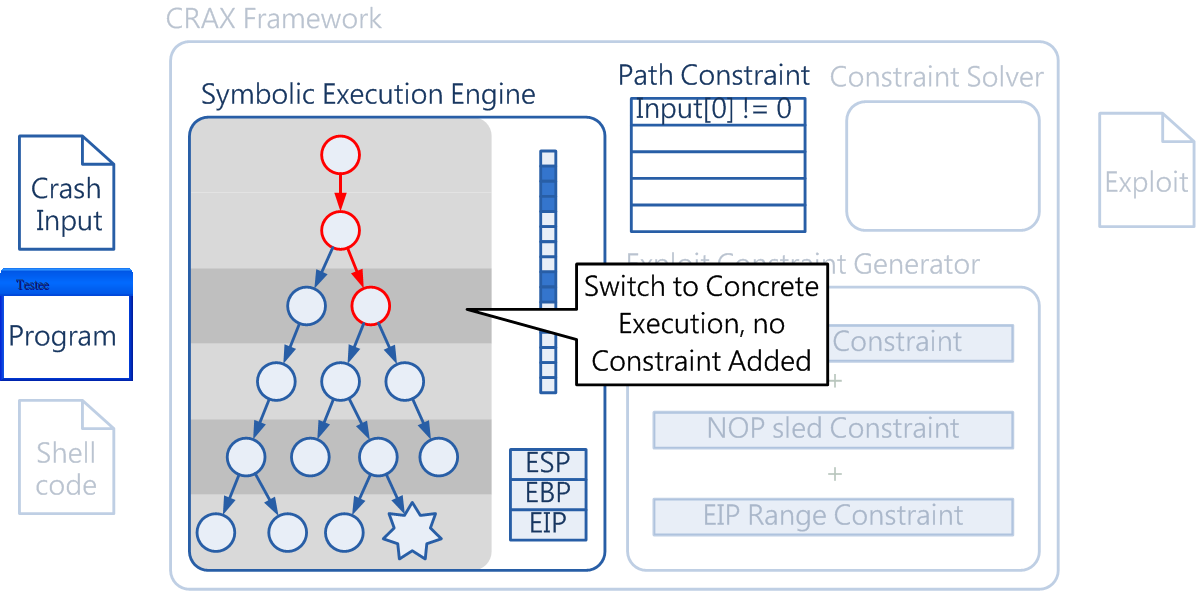 CRAX Framework
Symbolic Execution Engine
Path Constraint
Constraint Solver
Input[0] != 0
Crash
Input
Testee
Program
Shell
code
Exploit
Exploit Constraint Generator
Switch to Concrete
Execution, no
Constraint Added
Constraint
+
NOP sled Constraint
+
EIP Range Constraint
ESP
EBP
EIP